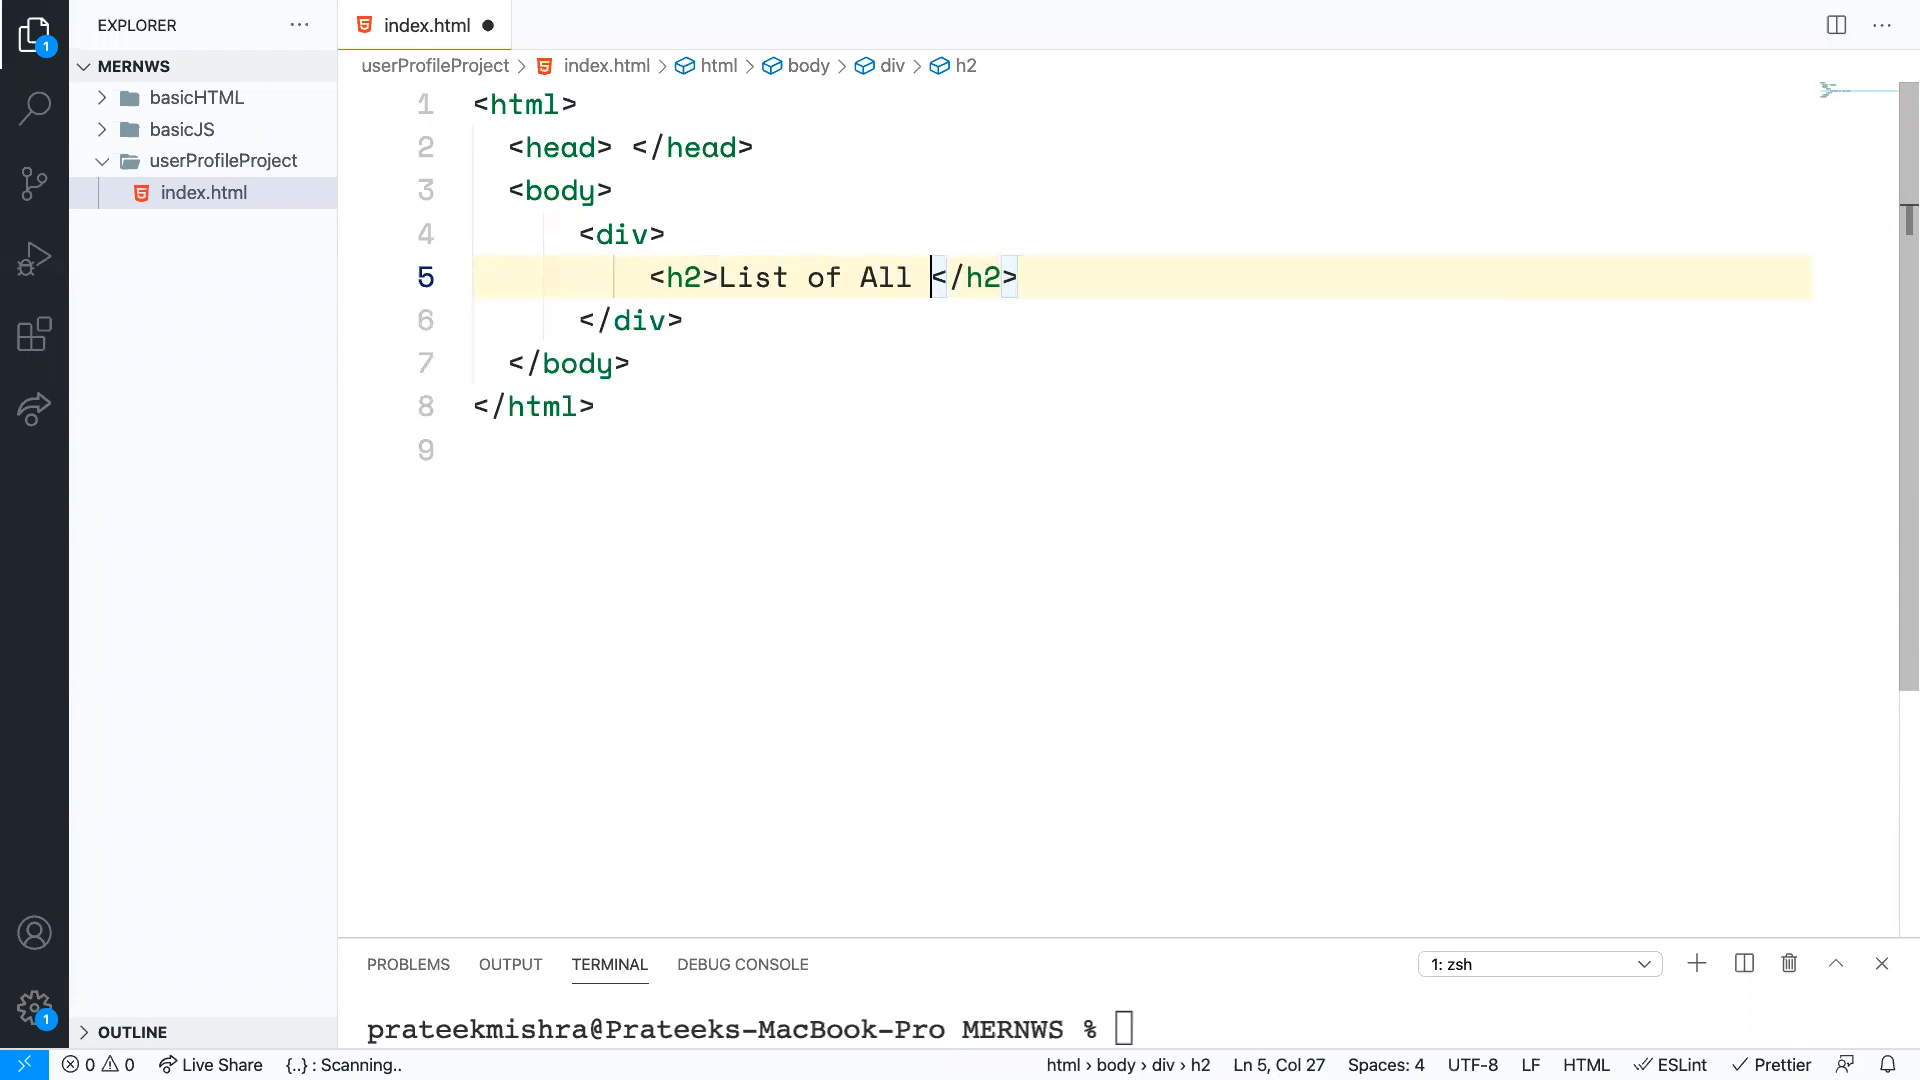 EXPLORER
MERNWS
basicHTML
basicJS
userProfileProject
index.html
OUTLINE
1
1
index.html
userProfileProject > index.html > html > body > div > h2
1 <html>
2 <head> </head>
3 <body>
4 <div>
5 <h2>List of All </h2>
6 </div>
7 </body>
8 </html>
9
PROBLEMS OUTPUT TERMINAL DEBUG CONSOLE 1: zsh
prateekmishra@Prateeks-MacBook-Pro MERNWS %
0 0 Live Share {..} : Scanning.. html › body › div › h2 Ln 5, Col 27 Spaces: 4 UTF-8 LF HTML ESLint Prettier